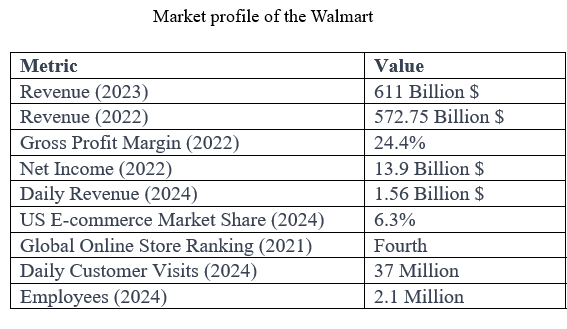 Market profile of the Walmart
Metric Value
Revenue (2023) 611 Billion $
Revenue (2022) 572.75 Billion $
Gross Profit Margin (2022) 24.4%
Net Income (2022) 13.9 Billion $
Daily Revenue (2024) 1.56 Billion $
US E-commerce Market Share (2024) 6.3%
Global Online Store Ranking (2021) Fourth
Daily Customer Visits (2024) 37 Million
Employees (2024) 2.1 Million